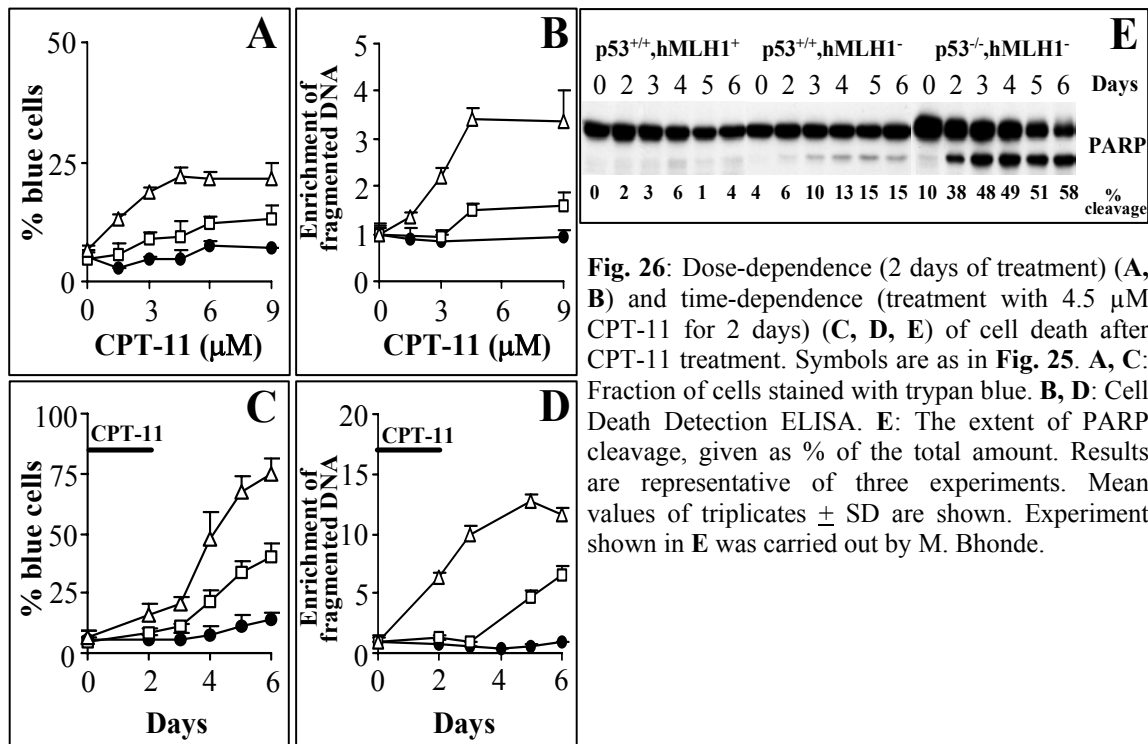 A
50
25
0
% blue cells
0 3 6 9
CPT-11 (µM)
B
5
4
3
2
1
0
Enrichment of
fragmented DNA
0 3 6 9
CPT-11 (µM)
E
p53+/+,hMLH1+ p53+/+,hMLH1- p53-/-,hMLH1-
0 2 3 4 5 6 0 2 3 4 5 6 0 2 3 4 5 6 Days
PARP
0 2 3 6 1 4 4 6 10 13 15 15 10 38 48 49 51 58 %
cleavage
C
100
75
50
25
0
% blue cells
CPT-11
0 2 4 6
Days
D
20
15
10
5
0
Enrichment of
fragmented DNA
CPT-11
0 2 4 6
Days
Fig. 26: Dose-dependence (2 days of treatment) (A,
B) and time-dependence (treatment with 4.5 µM
CPT-11 for 2 days) (C, D, E) of cell death after
CPT-11 treatment. Symbols are as in Fig. 25. A, C:
Fraction of cells stained with trypan blue. B, D: Cell
Death Detection ELISA. E: The extent of PARP
cleavage, given as % of the total amount. Results
are representative of three experiments. Mean
values of triplicates ± SD are shown. Experiment
shown in E was carried out by M. Bhonde.